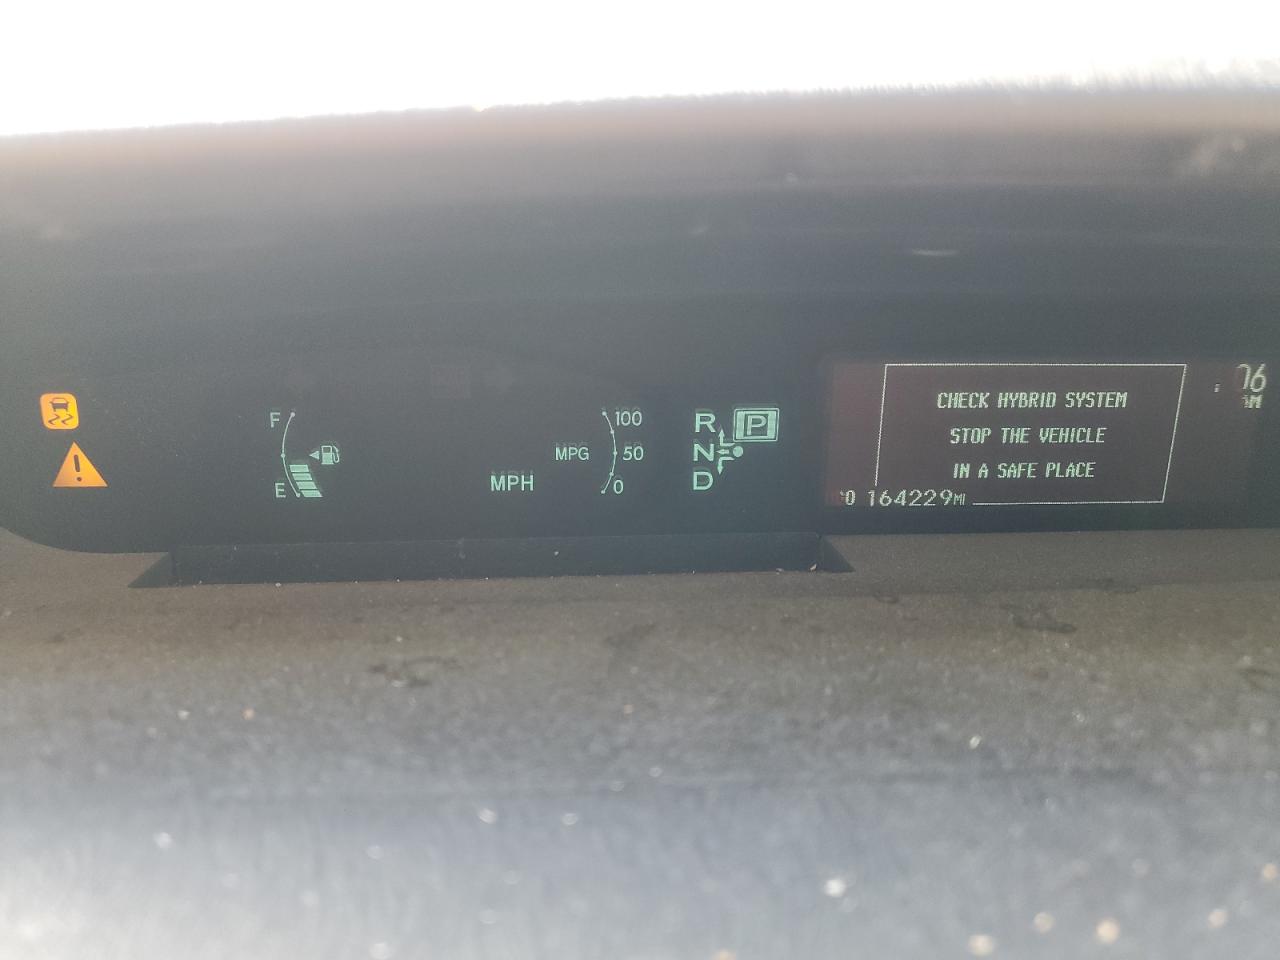 F
E
MPG
100
50
0
MPH
R
P
N
D
CHECK HYBRID SYSTEM
STOP THE VEHICLE
IN A SAFE PLACE
164229MI